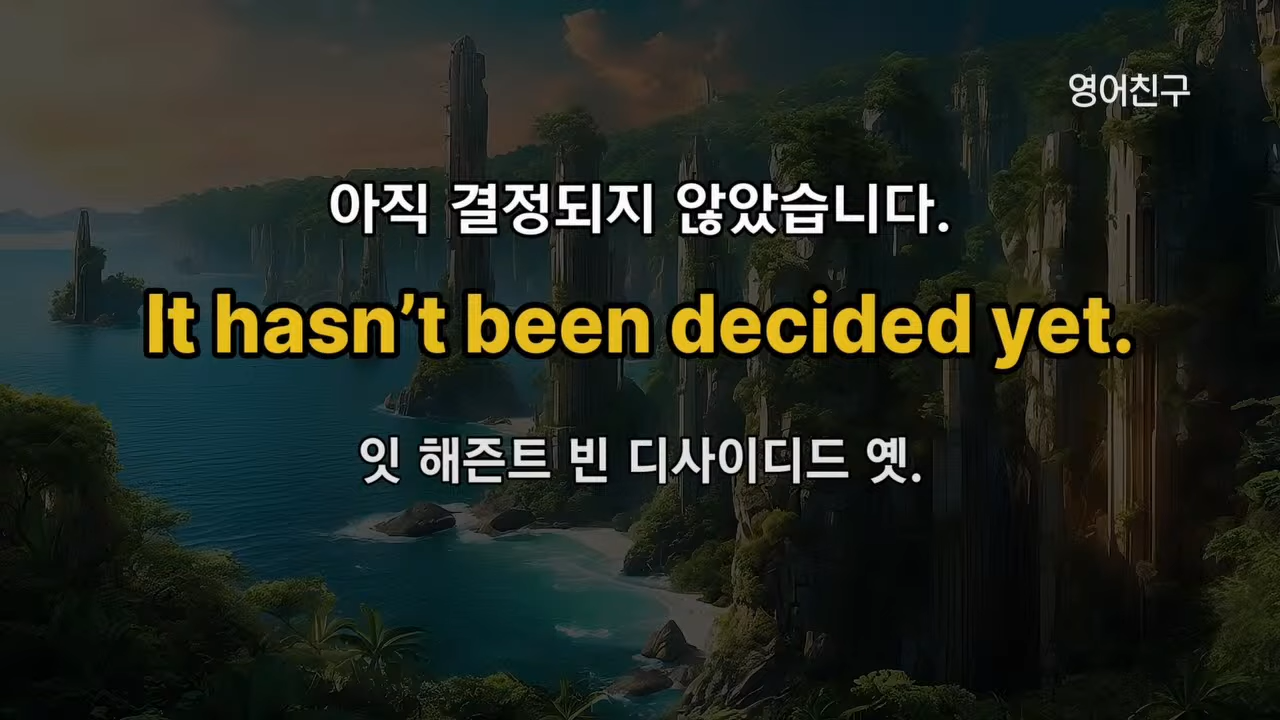 영어친구
아직 결정되지 않았습니다.
It hasn’t been decided yet.
잇 해즌트 빈 디사이디드 옛.